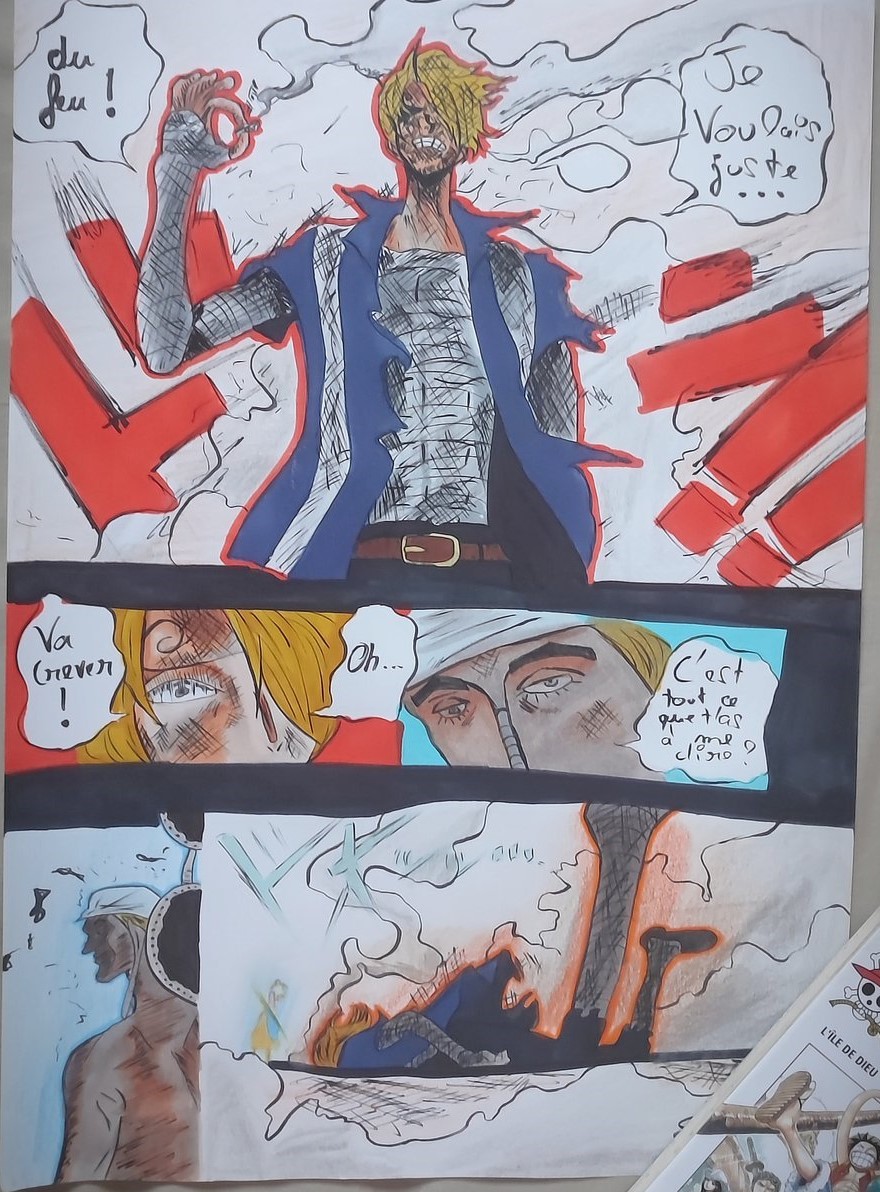 du
feu !
Je
Voulais
juste
...
Va
Crever
!
Oh...
C'est
tout ce
que t'as
à me
dire ?
L'ÎLE DE DIEU